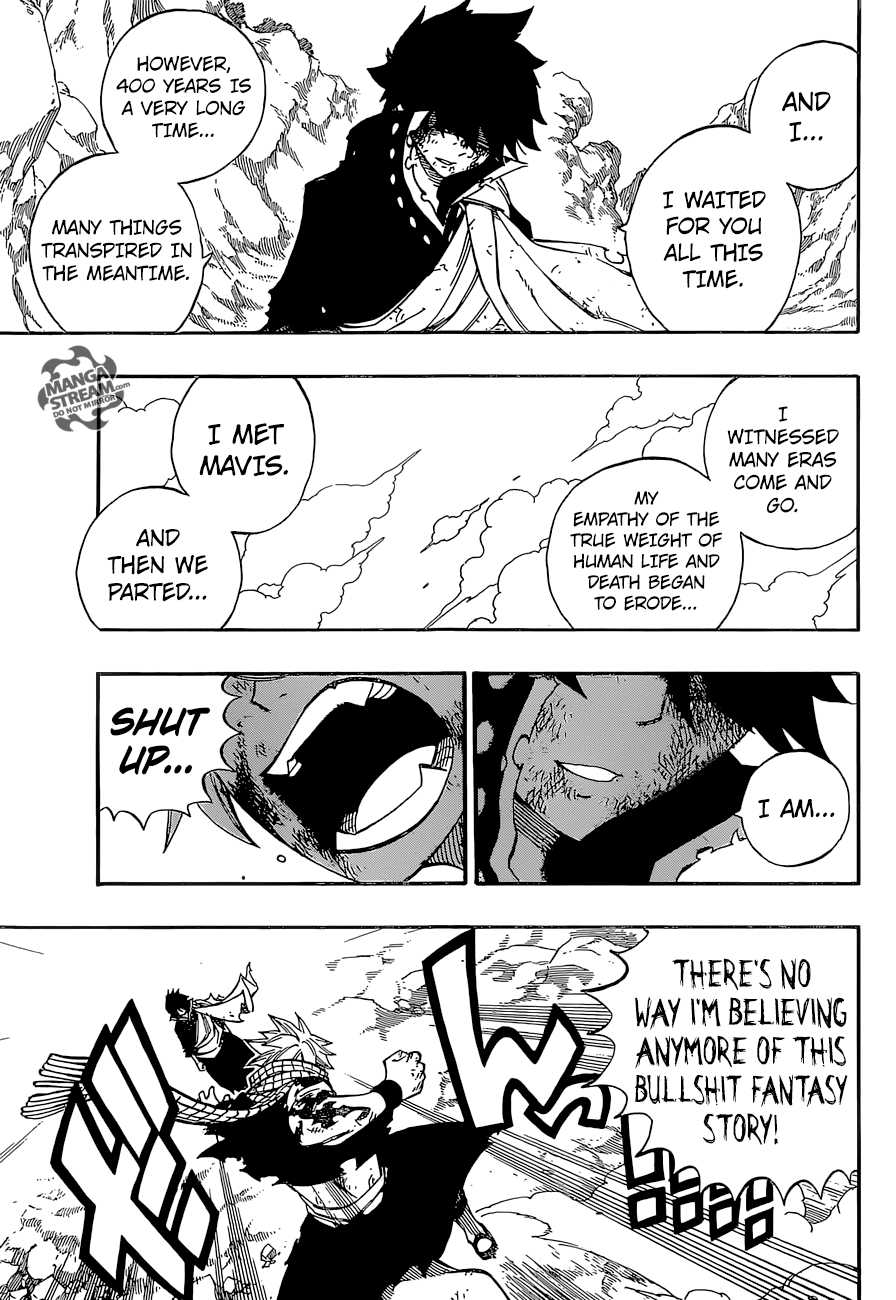 AND
I...
I WAITED
FOR YOU
ALL THIS
TIME.
HOWEVER,
400 YEARS IS
A VERY LONG
TIME...
MANY THINGS
TRANSPIRED IN
THE MEANTIME.
I
WITNESSED
MANY ERAS
COME AND
GO.
MY
EMPATHY OF THE
TRUE WEIGHT OF
HUMAN LIFE AND
DEATH BEGAN
TO ERODE...
I MET
MAVIS.
AND
THEN WE
PARTED...
MANGA
STREAM.com
DO NOT MIRROR
I AM...
SHUT
UP...
THERE'S NO
WAY I'M BELIEVING
ANYMORE OF THIS
BULLSHIT FANTASY
STORY!